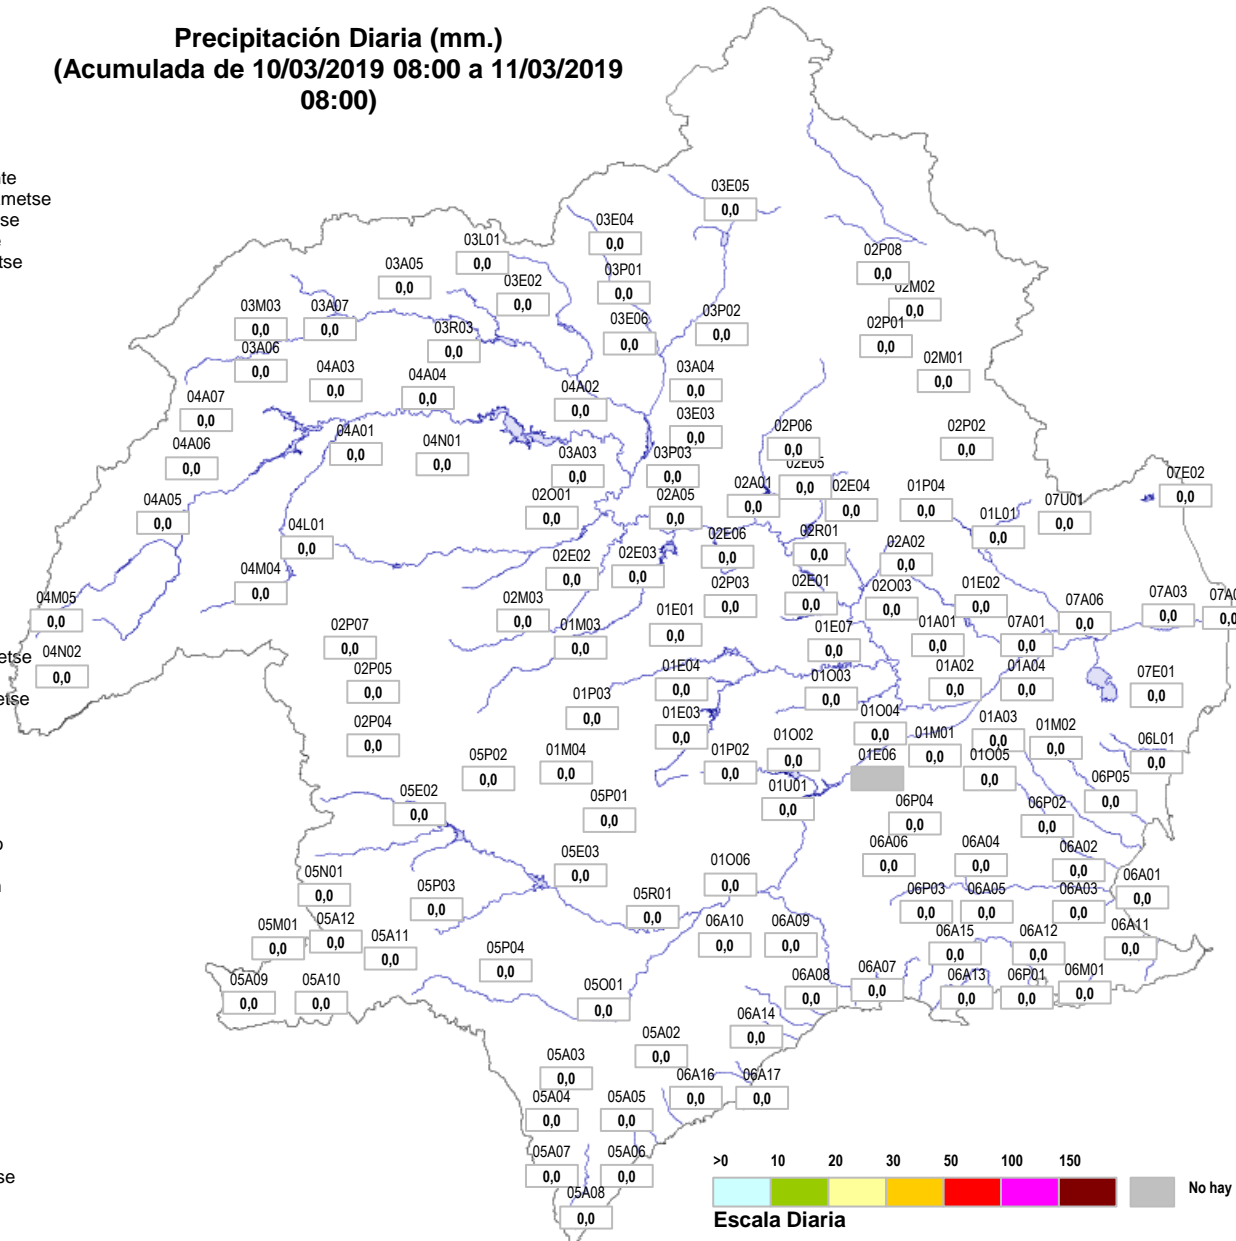 Precipitación Diaria (mm.)
(Acumulada de 10/03/2019 08:00 a 11/03/2019
08:00)
03E05
0,0
03E04
0,0
03L01
0,0
02P08
0,0
03A05
0,0
03P01
0,0
03E02
0,0
02M02
0,0
03M03
0,0
03A07
0,0
03R03
0,0
03E06
0,0
03P02
0,0
02P01
0,0
03A06
0,0
04A03
0,0
04A04
0,0
03A04
0,0
02M01
0,0
04A07
0,0
04A02
0,0
03E03
0,0
04A06
0,0
04A01
0,0
04N01
0,0
03A03
0,0
03P03
0,0
02P06
0,0
02P02
0,0
02E05
0,0
07E02
0,0
04A05
0,0
02O01
0,0
02A05
0,0
02A01
0,0
02E04
0,0
01P04
0,0
07U01
0,0
01L01
0,0
04L01
0,0
02E06
0,0
02R01
0,0
02A02
0,0
02E02
0,0
02E03
0,0
04M04
0,0
02P03
0,0
02E01
0,0
02O03
0,0
01E02
0,0
04M05
0,0
02M03
0,0
01E01
0,0
07A06
0,0
07A03
0,0
07A0
0,0
02P07
0,0
01M03
0,0
01E07
0,0
01A01
0,0
07A01
0,0
04N02
0,0
02P05
0,0
01E04
0,0
01O03
0,0
01A02
0,0
01A04
0,0
07E01
0,0
01P03
0,0
01E03
0,0
01O04
0,0
01A03
0,0
01M02
0,0
02P04
0,0
01O02
0,0
01M01
0,0
06L01
0,0
05P02
0,0
01M04
0,0
01P02
0,0
01E06
01O05
0,0
01U01
0,0
06P05
0,0
05E02
0,0
05P01
0,0
06P04
0,0
06P02
0,0
05E03
0,0
06A06
0,0
06A04
0,0
06A02
0,0
05N01
0,0
05P03
0,0
05R01
0,0
01O06
0,0
06P03
0,0
06A05
0,0
06A03
0,0
06A01
0,0
05M01
0,0
05A12
0,0
05A11
0,0
06A10
0,0
06A09
0,0
06A15
0,0
06A12
0,0
06A11
0,0
05P04
0,0
05A09
0,0
05A10
0,0
05O01
0,0
06A08
0,0
06A07
0,0
06A13
0,0
06P01
0,0
06M01
0,0
06A14
0,0
05A02
0,0
05A03
0,0
06A16
0,0
06A17
0,0
05A04
0,0
05A05
0,0
05A07
0,0
05A06
0,0
05A08
0,0
>0 10 20 30 50 100 150
No hay
Escala Diaria